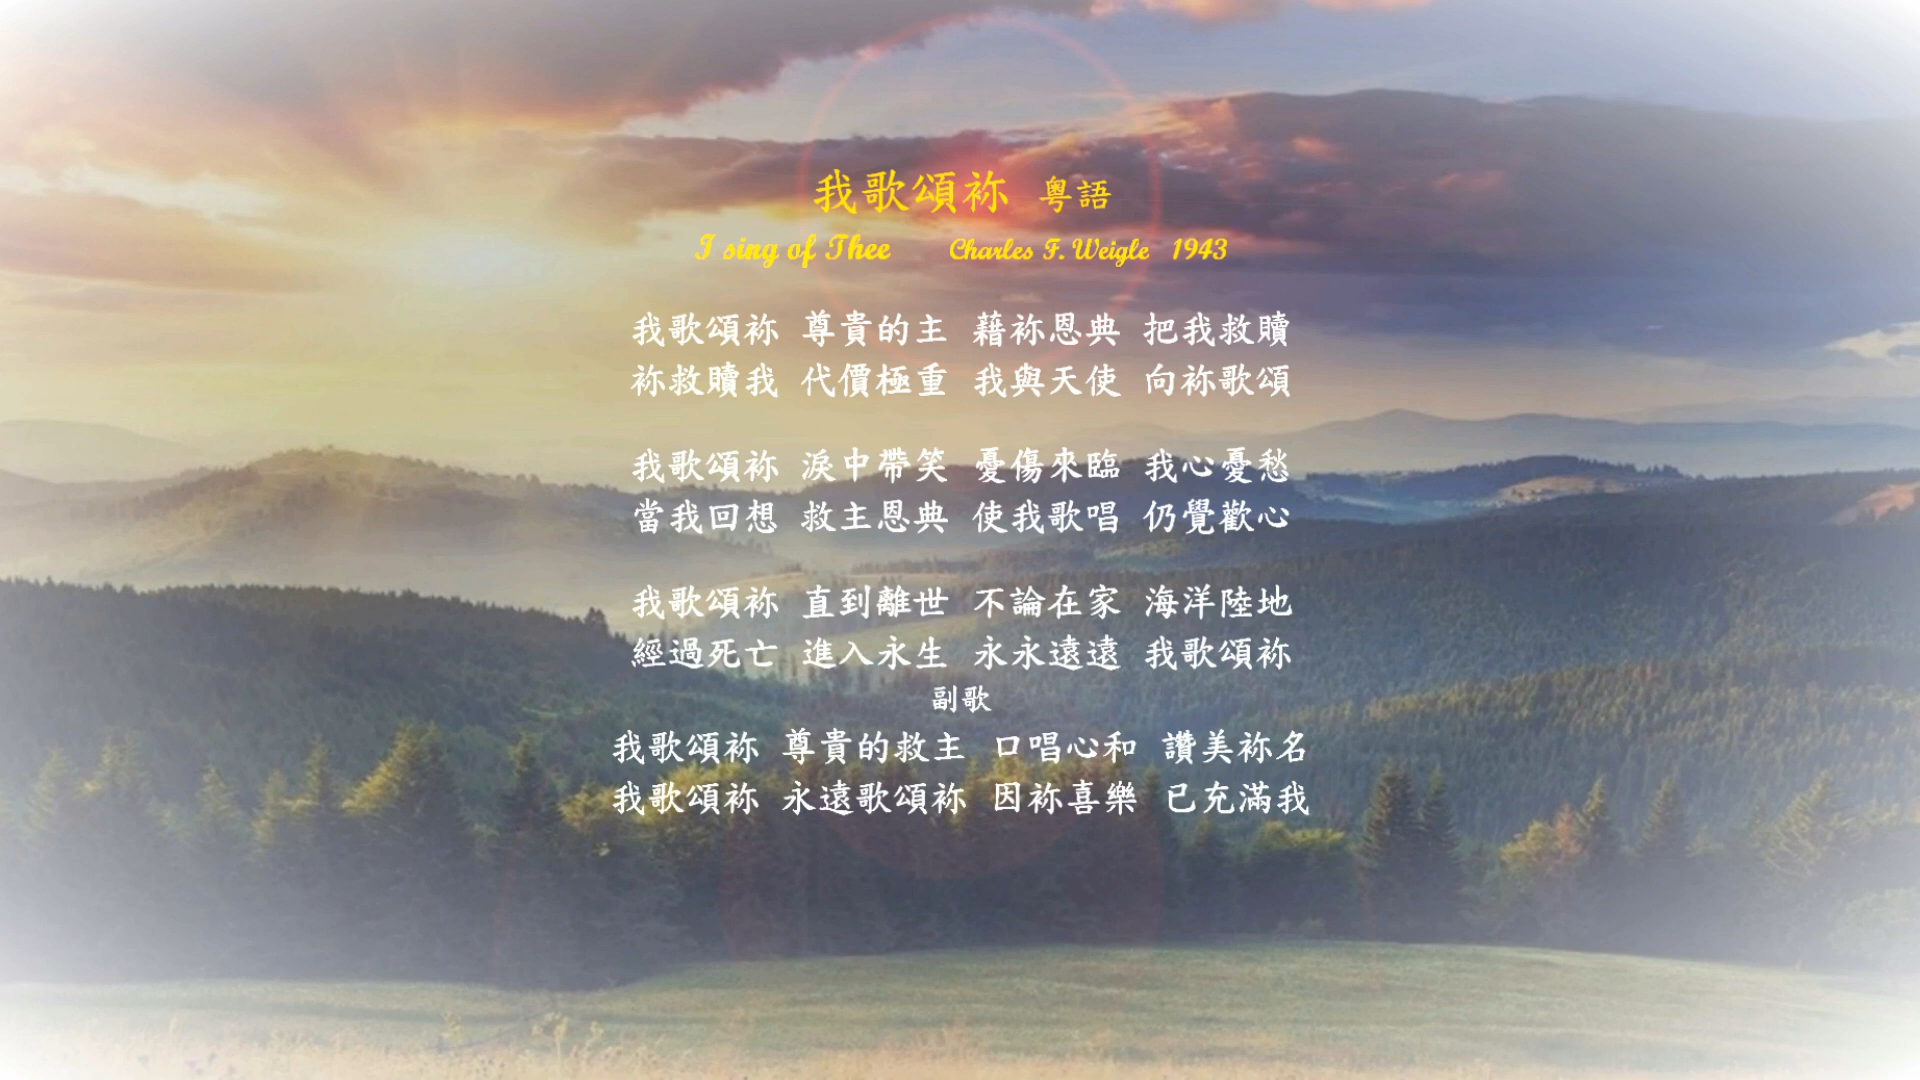 我歌頌祢 粵語
I sing of Thee Charles F. Weigle 1943
我歌頌祢 尊貴的主 藉祢恩典 把我救贖
祢救贖我 代價極重 我與天使 向祢歌頌
我歌頌祢 淚中帶笑 憂傷來臨 我心憂愁
當我回想 救主恩典 使我歌唱 仍覺歡心
我歌頌祢 直到離世 不論在家 海洋陸地
經過死亡 進入永生 永永遠遠 我歌頌祢
副歌
我歌頌祢 尊貴的救主 口唱心和 讚美祢名
我歌頌祢 永遠歌頌祢 因祢喜樂 已充滿我